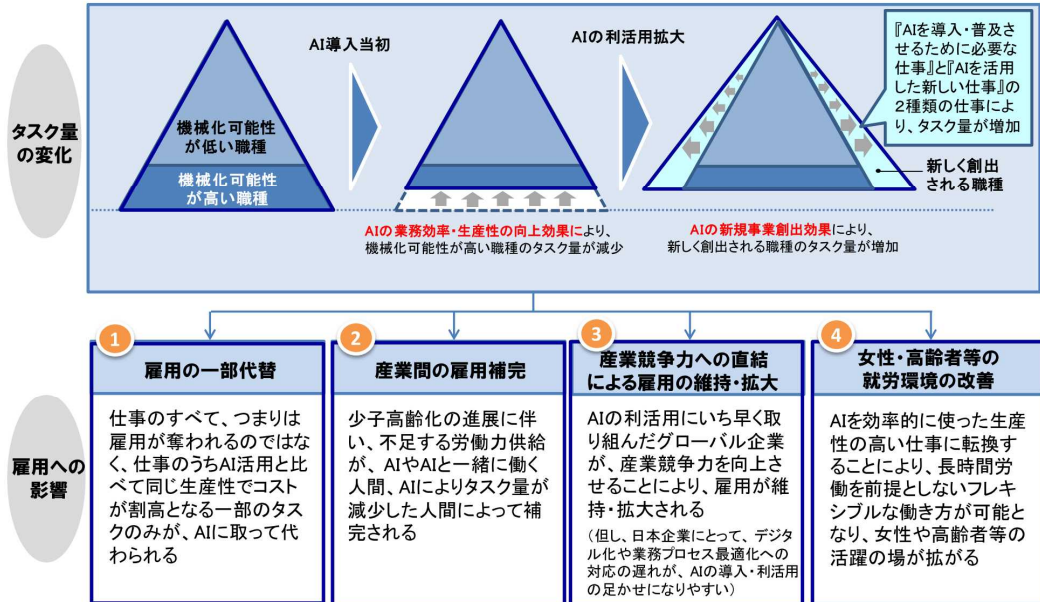 タスク量
の変化
AI導入当初
AIの利活用拡大
『AIを導入・普及さ
せるために必要な
仕事』と『AIを活用
した新しい仕事』の
2種類の仕事によ
り、タスク量が増加
機械化可能性
が低い職種
機械化可能性
が高い職種
新しく創出
される職種
AIの業務効率・生産性の向上効果により、
機械化可能性が高い職種のタスク量が減少
AIの新規事業創出効果により、
新しく創出される職種のタスク量が増加
雇用への
影響
1
雇用の一部代替
仕事のすべて、つまりは
雇用が奪われるのではな
く、仕事のうちAI活用と比
べて同じ生産性でコスト
が割高となる一部のタス
クのみが、AIに取って代
わられる
2
産業間の雇用補完
少子高齢化の進展に伴
い、不足する労働力供給
が、AIやAIと一緒に働く
人間、AIによりタスク量が
減少した人間によって補
完される
3
産業競争力への直結
による雇用の維持・拡大
AIの利活用にいち早く取
り組んだグローバル企業
が、産業競争力を向上さ
せることにより、雇用が維
持・拡大される
（但し、日本企業にとって、デジタル
化や業務プロセス最適化への
対応の遅れが、AIの導入・利活用
の足かせになりやすい）
4
女性・高齢者等の
就労環境の改善
AIを効率的に使った生産
性の高い仕事に転換す
ることにより、長時間労
働を前提としないフレキ
シブルな働き方が可能と
なり、女性や高齢者等の
活躍の場が拡がる